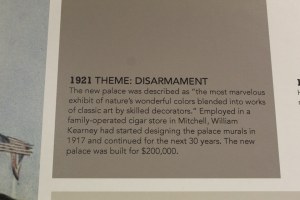 1921 THEME: DISARMAMENT
The new palace was described as "the most marvelous
exhibit of nature's wonderful colors blended into works
of classic art by skilled decorators." Employed in a
family-operated cigar store in Mitchell, William
Kearney had started designing the palace murals in
1917 and continued for the next 30 years. The new
palace was built for $200,000.